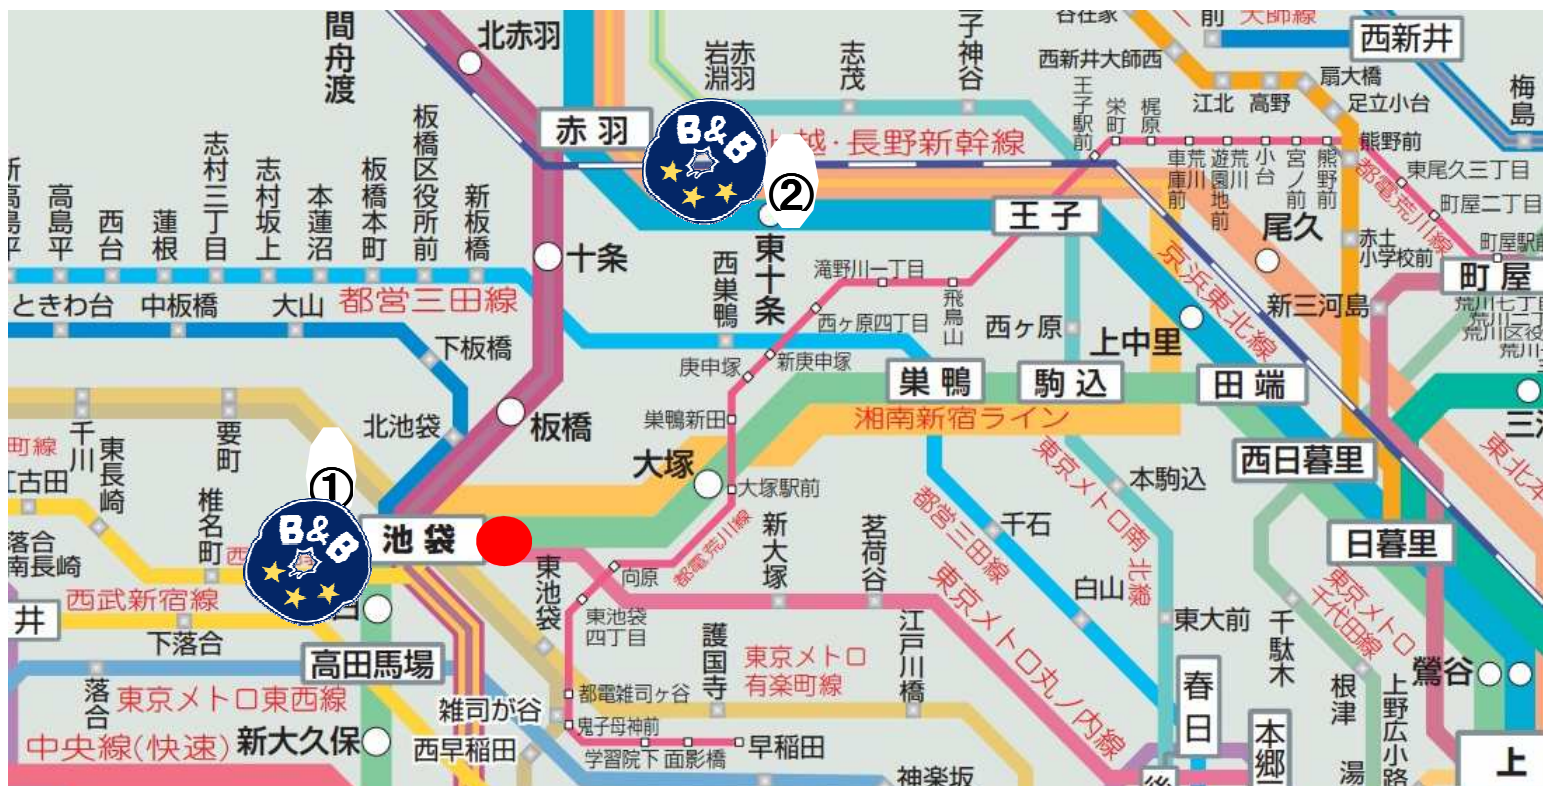 間舟渡
北赤羽
赤羽
岩淵
志茂
王子神谷
谷在家
前
大師線
西新井
西新井大師西
扇大橋
江北
高野
足立小台
梅島
王子駅前
栄町
梶原
荒川車庫前
荒川遊園地前
小台
宮ノ前
熊野前
熊野前
都電荒川線
東尾久三丁目
町屋二丁目
町屋駅前
町屋
上越・長野新幹線
B&B
②
新高島平
高島平
西台
蓮根
志村三丁目
志村坂上
本蓮沼
板橋本町
板橋区役所前
新板橋
十条
東十条
王子
尾久
赤土小学校前
ときわ台
中板橋
大山
都営三田線
下板橋
西巣鴨
滝野川一丁目
飛鳥山
西ヶ原四丁目
新庚申塚
庚申塚
西ヶ原
上中里
京浜東北線
新三河島
荒川七丁目
荒川二丁目
荒川区役
荒川一
巣鴨
駒込
田端
北池袋
板橋
巣鴨新田
湘南新宿ライン
千川
要町
町線
東長崎
江古田
椎名町
大塚
大塚駅前
東京メトロ南北線
本駒込
西日暮里
三河
東北本
①
B&B
池袋
落合南長崎
西
西武新宿線
下落合
井
目
都電荒川線
東池袋
向原
東池袋四丁目
新大塚
茗荷谷
都営三田線
千石
白山
日暮里
東京メトロ千代田線
千駄木
東大前
高田馬場
落合
東京メトロ東西線
中央線(快速)
新大久保
雑司が谷
西早稲田
都電雑司ヶ谷
鬼子母神前
学習院下
面影橋
早稲田
護国寺
東京メトロ有楽町線
江戸川橋
東京メトロ丸ノ内線
神楽坂
春日
後
本郷三
根津
湯
上野広小路
鶯谷
上